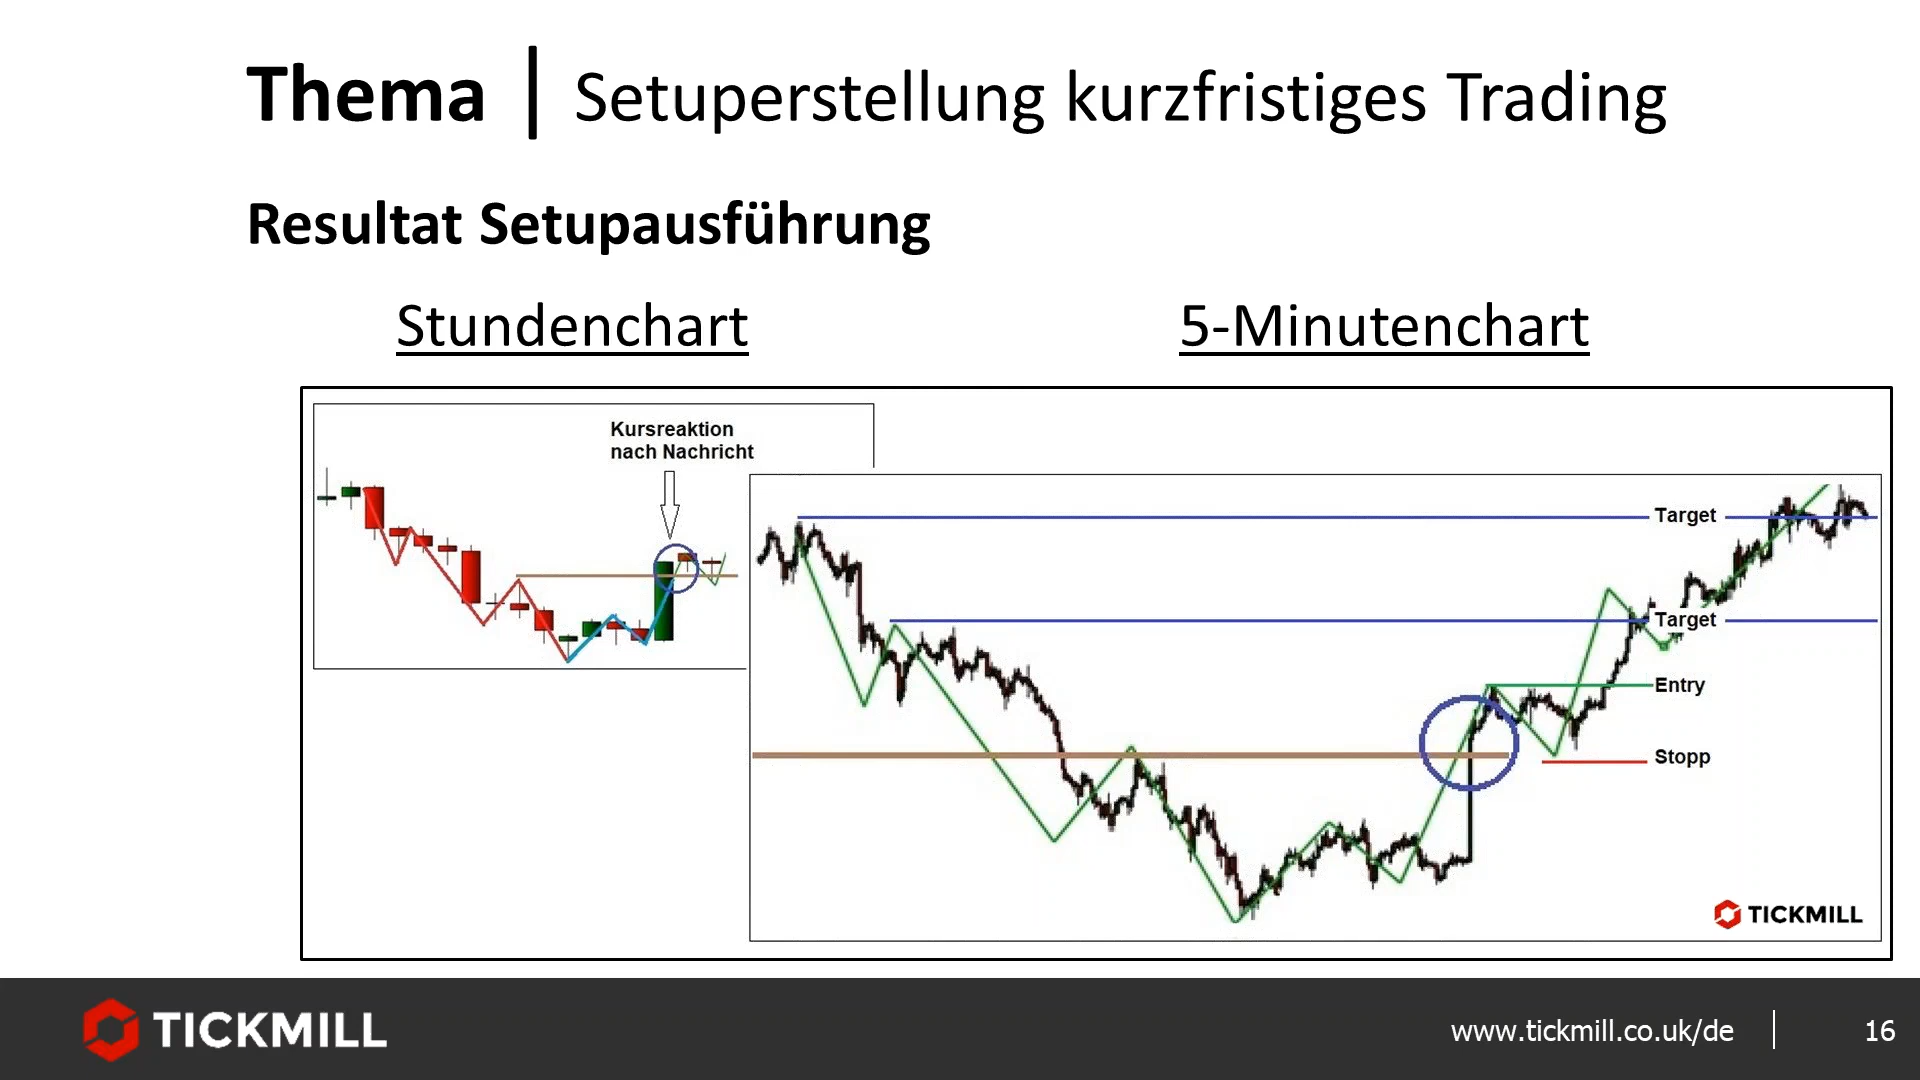 Thema | Setuperstellung kurzfristiges Trading
Resultat Setupausführung
Stundenchart
5-Minutenchart
Kursreaktion
nach Nachricht
Target
Target
Entry
Stopp
TICKMILL
TICKMILL
www.tickmill.co.uk/de
16